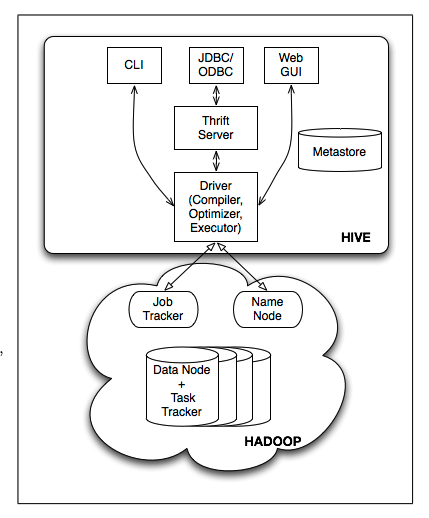 CLI
JDBC/
ODBC
Web
GUI
Thrift
Server
Metastore
Driver
(Compiler,
Optimizer,
Executor)
HIVE
Job
Tracker
Name
Node
Data Node
+
Task
Tracker
HADOOP
,